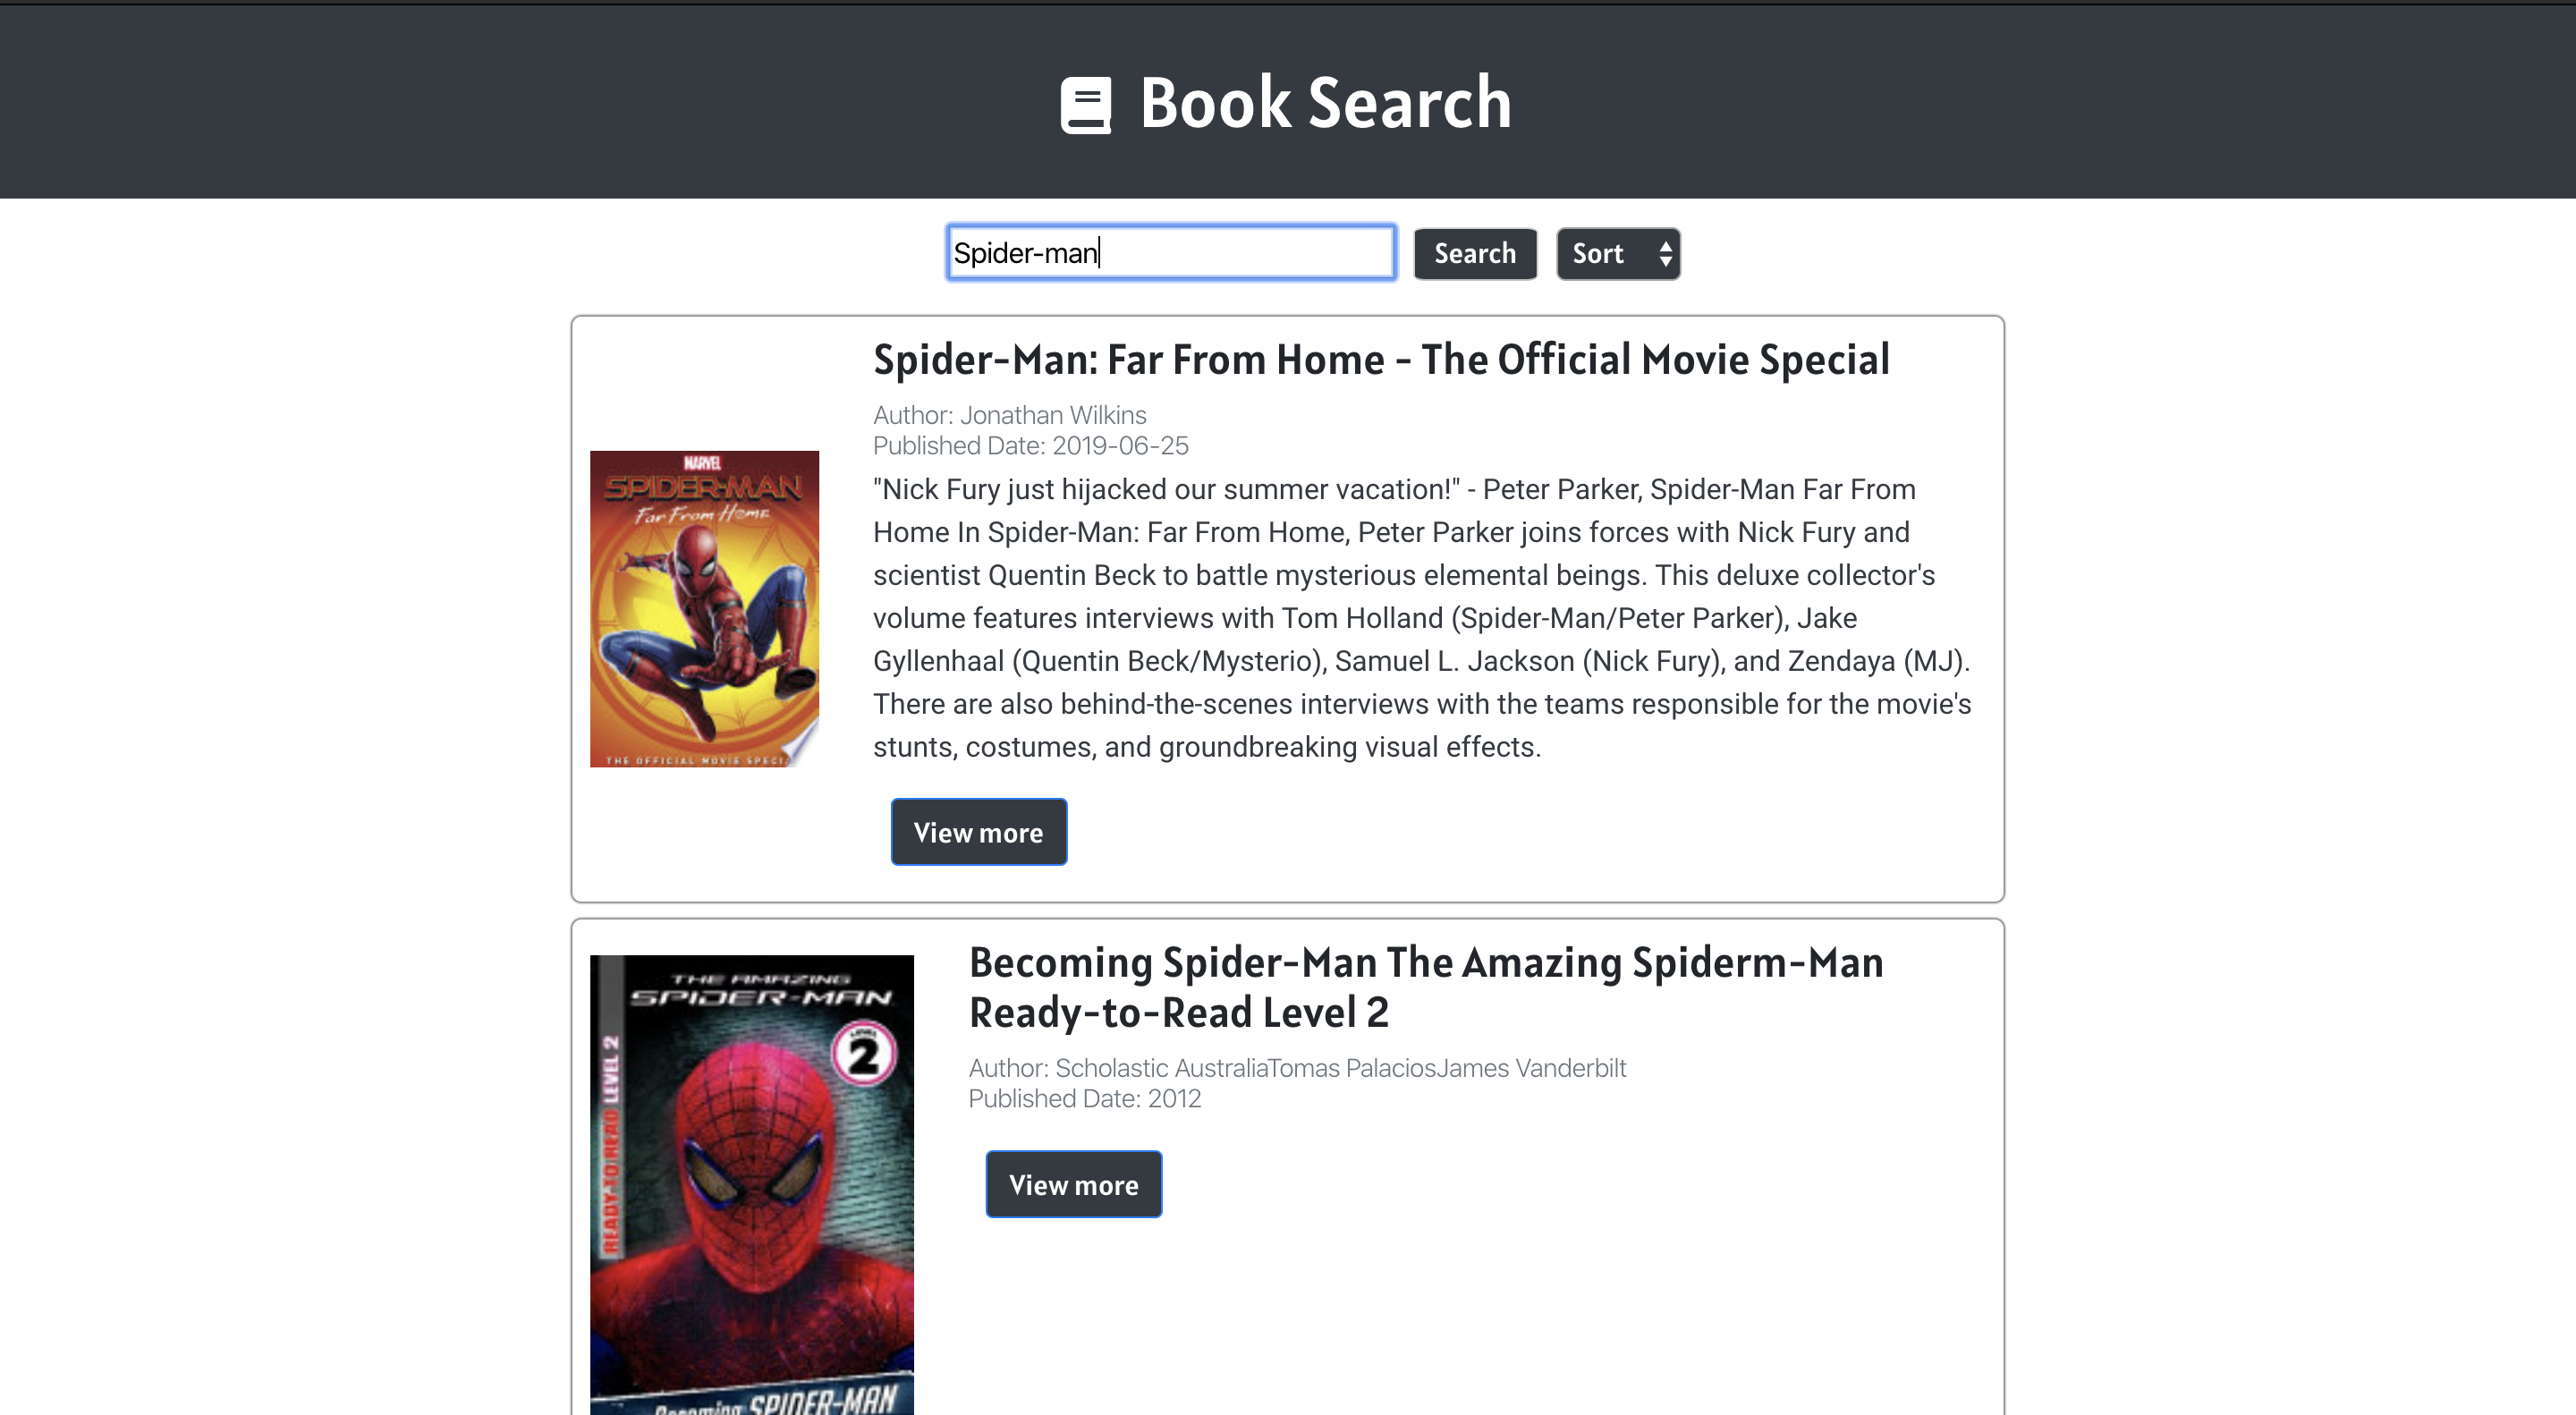 Book Search
Spider-man
Search
Sort
Spider-Man: Far From Home - The Official Movie Special
Author: Jonathan Wilkins
Published Date: 2019-06-25
MARVEL
SPIDER-MAN
Far From Home
THE OFFICIAL MOVIE SPECI
"Nick Fury just hijacked our summer vacation!" - Peter Parker, Spider-Man Far From
Home In Spider-Man: Far From Home, Peter Parker joins forces with Nick Fury and
scientist Quentin Beck to battle mysterious elemental beings. This deluxe collector's
volume features interviews with Tom Holland (Spider-Man/Peter Parker), Jake
Gyllenhaal (Quentin Beck/Mysterio), Samuel L. Jackson (Nick Fury), and Zendaya (MJ).
There are also behind-the-scenes interviews with the teams responsible for the movie's
stunts, costumes, and groundbreaking visual effects.
View more
THE AMAZING
SPIDER-MAN
LEVEL
2
READY-TO-READ LEVEL 2
Becoming SPIDER-MAN
Becoming Spider-Man The Amazing Spiderm-Man
Ready-to-Read Level 2
Author: Scholastic AustraliaTomas PalaciosJames Vanderbilt
Published Date: 2012
View more